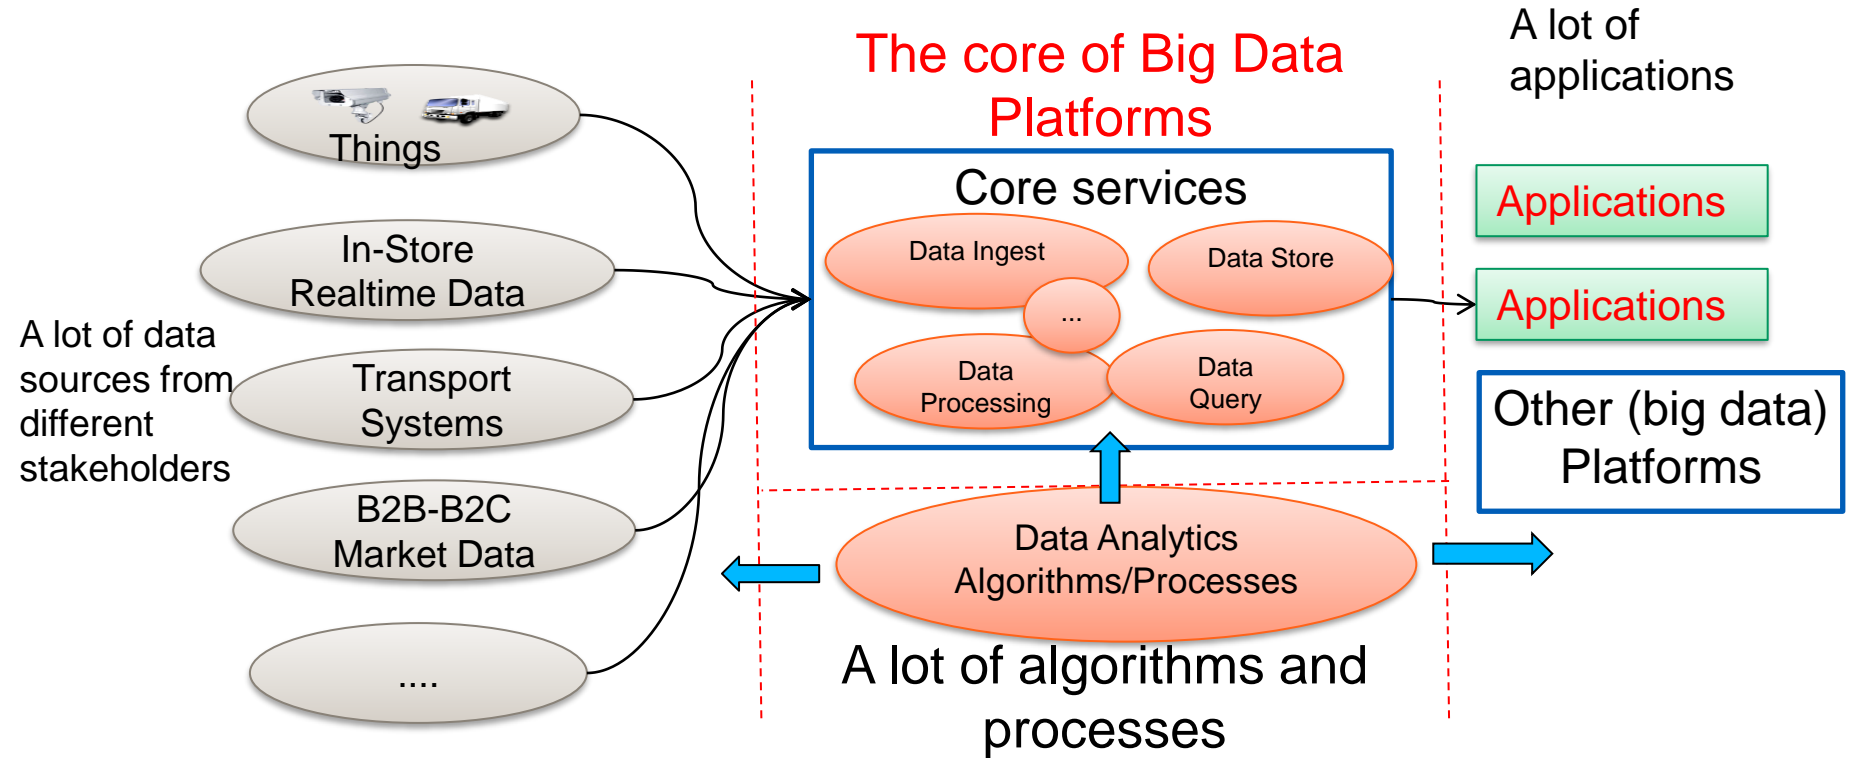 A lot of data
sources from
different
stakeholders
Things
In-Store
Realtime Data
Transport
Systems
B2B-B2C
Market Data
....
The core of Big Data
Platforms
Core services
Data Ingest
Data Store
...
Data
Processing
Data
Query
Data Analytics
Algorithms/Processes
A lot of algorithms and
processes
A lot of
applications
Applications
Applications
Other (big data)
Platforms